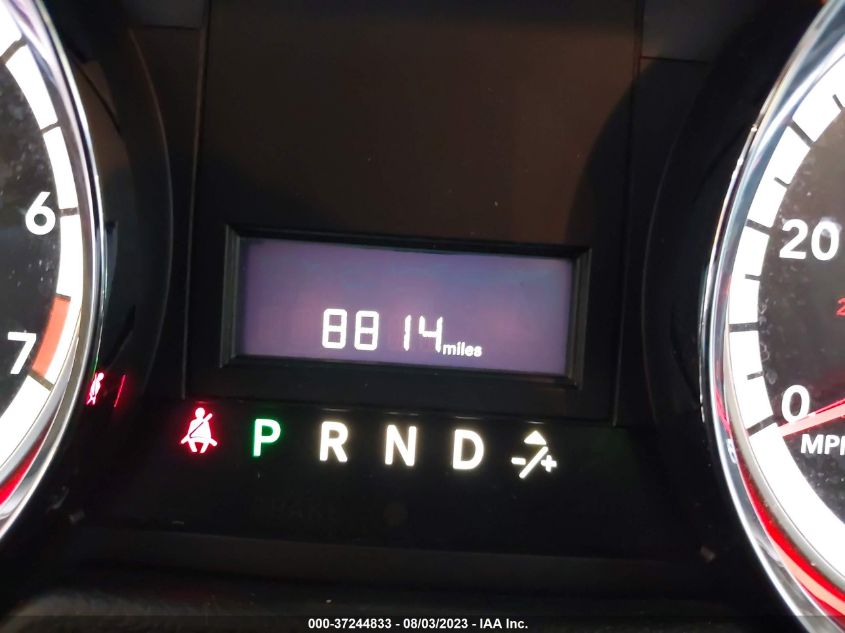 6
7
8814 miles
20
0
MPH
P R N D -/+
000-37244833 - 08/03/2023 - IAA Inc.